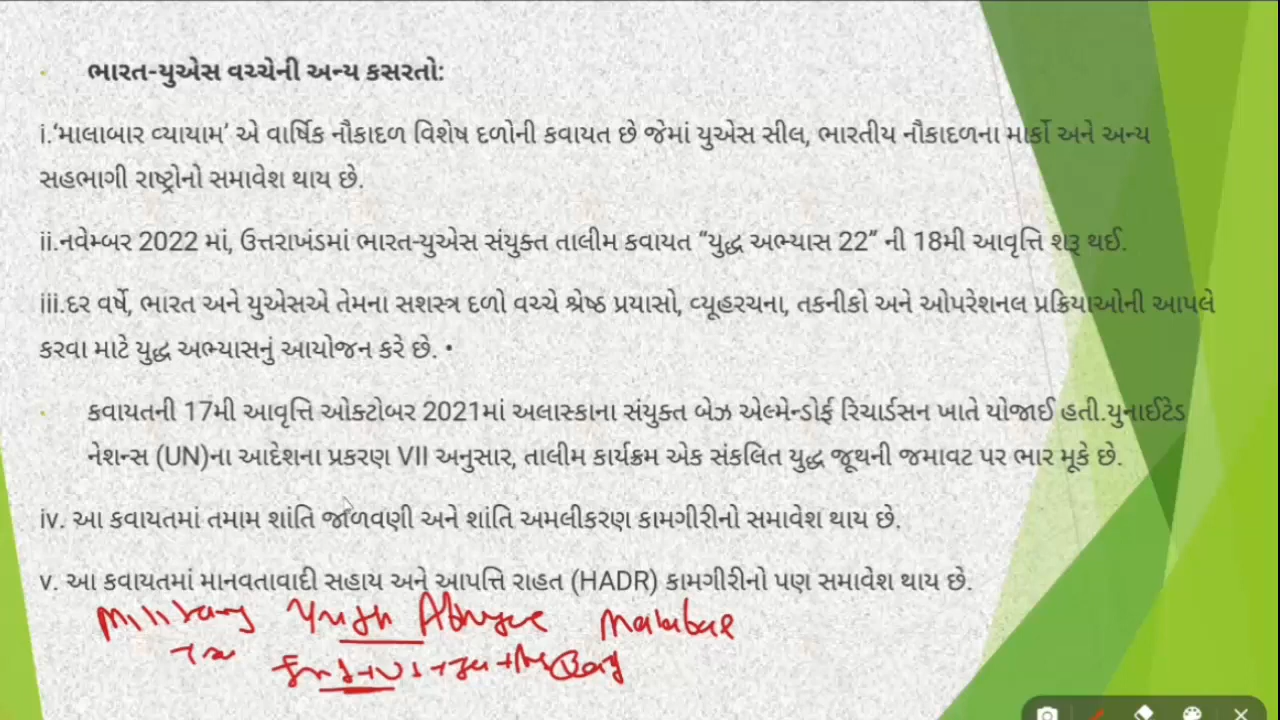 ભારત-યુએસ વચ્ચેની અન્ય કસરતો:
i.'માલાબાર વ્યાયામ' એ વાર્ષિક નૌકાદળ વિશેષ દળોની કવાયત છે જેમાં યુએસ સીલ, ભારતીય નૌકાદળના માર્કો અને અન્ય
સહભાગી રાષ્ટ્રોનો સમાવેશ થાય છે.
ii.નવેમ્બર 2022 માં, ઉત્તરાખંડમાં ભારત-યુએસ સંયુક્ત તાલીમ કવાયત “યુદ્ધ અભ્યાસ 22” ની 18મી આવૃત્તિ શરૂ થઈ.
iii.દર વર્ષે, ભારત અને યુએસએ તેમના સશસ્ત્ર દળો વચ્ચે શ્રેષ્ઠ પ્રયાસો, વ્યૂહરચના, તકનીકો અને ઓપરેશનલ પ્રક્રિયાઓની આપલે
કરવા માટે યુદ્ધ અભ્યાસનું આયોજન કરે છે. •
કવાયતની 17મી આવૃત્તિ ઓક્ટોબર 2021માં અલાસ્કાના સંયુક્ત બેઝ એલ્મેન્ડોર્ફ રિચાર્ડસન ખાતે યોજાઈ હતી.યુનાઈટેડ
નેશન્સ (UN)ના આદેશના પ્રકરણ VII અનુસાર, તાલીમ કાર્યક્રમ એક સંકલિત યુદ્ધ જૂથની જમાવટ પર ભાર મૂકે છે.
iv. આ કવાયતમાં તમામ શાંતિ જાળવણી અને શાંતિ અમલીકરણ કામગીરીનો સમાવેશ થાય છે.
v. આ કવાયતમાં માનવતાવાદી સહાય અને આપત્તિ રાહત (HADR) કામગીરીનો પણ સમાવેશ થાય છે.
Military Yudh